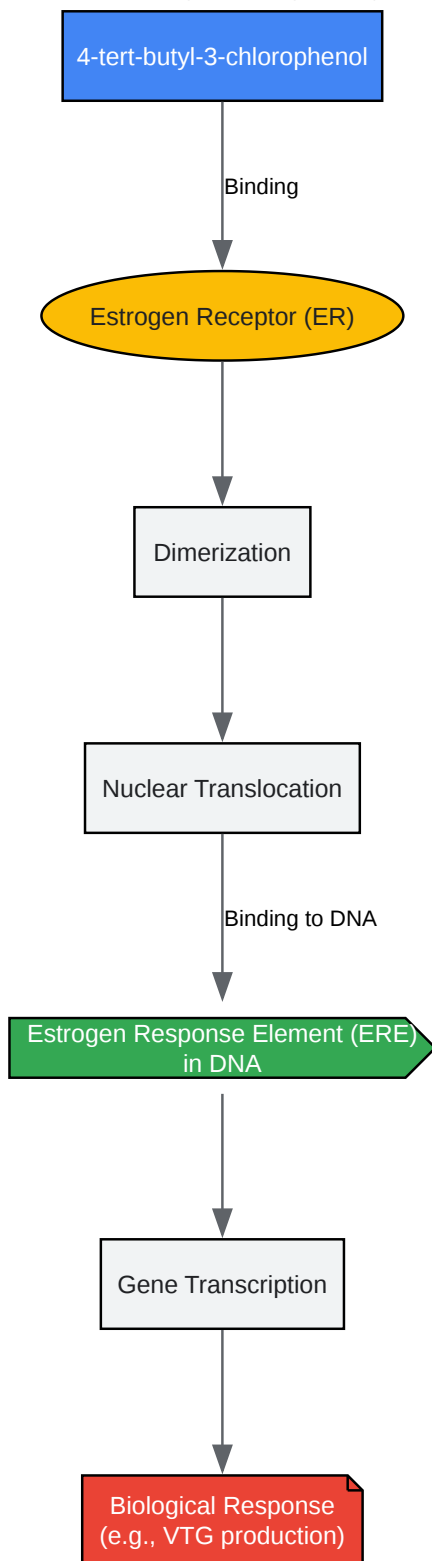 4-tert-butyl-3-chlorophenol
Binding
Estrogen Receptor (ER)
Dimerization
Nuclear Translocation
Binding to DNA
Estrogen Response Element (ERE)
in DNA
Gene Transcription
Biological Response
(e.g., VTG production)